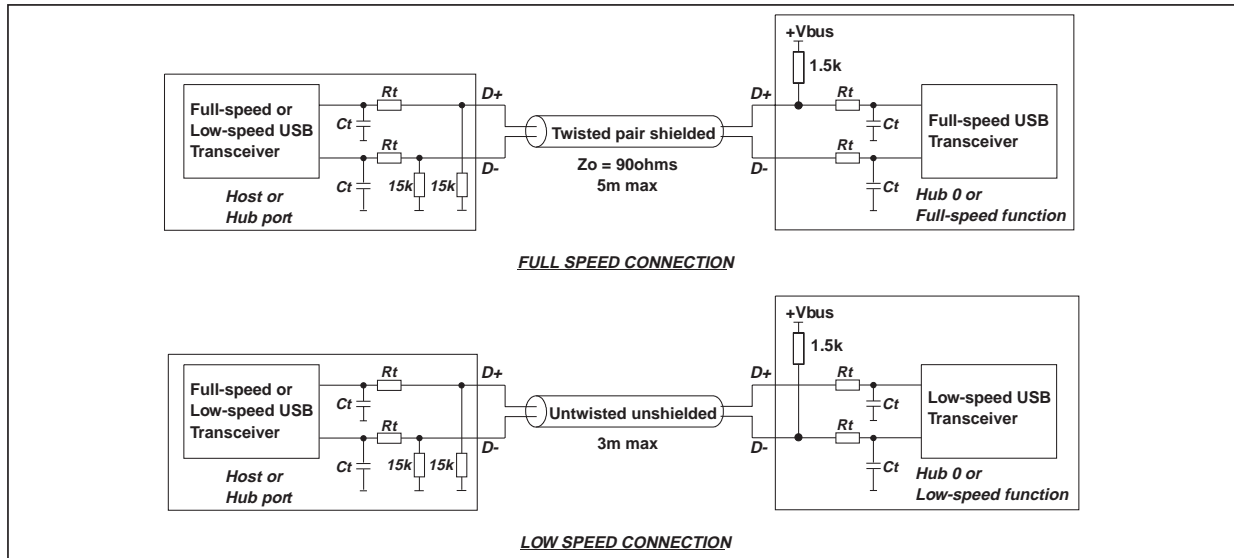 +Vbus
1.5k
Full-speed or
Low-speed USB
Transceiver
Rt
Ct
Rt
Ct
15k 15k
D+
D-
Host or
Hub port
Twisted pair shielded
Zo = 90ohms
5m max
D+
D-
Rt
Ct
Rt
Ct
Full-speed USB
Transceiver
Hub 0 or
Full-speed function
FULL SPEED CONNECTION
+Vbus
1.5k
Full-speed or
Low-speed USB
Transceiver
Rt
Ct
Rt
Ct
15k 15k
D+
D-
Host or
Hub port
Untwisted unshielded
3m max
D+
D-
Rt
Ct
Rt
Ct
Low-speed USB
Transceiver
Hub 0 or
Low-speed function
LOW SPEED CONNECTION